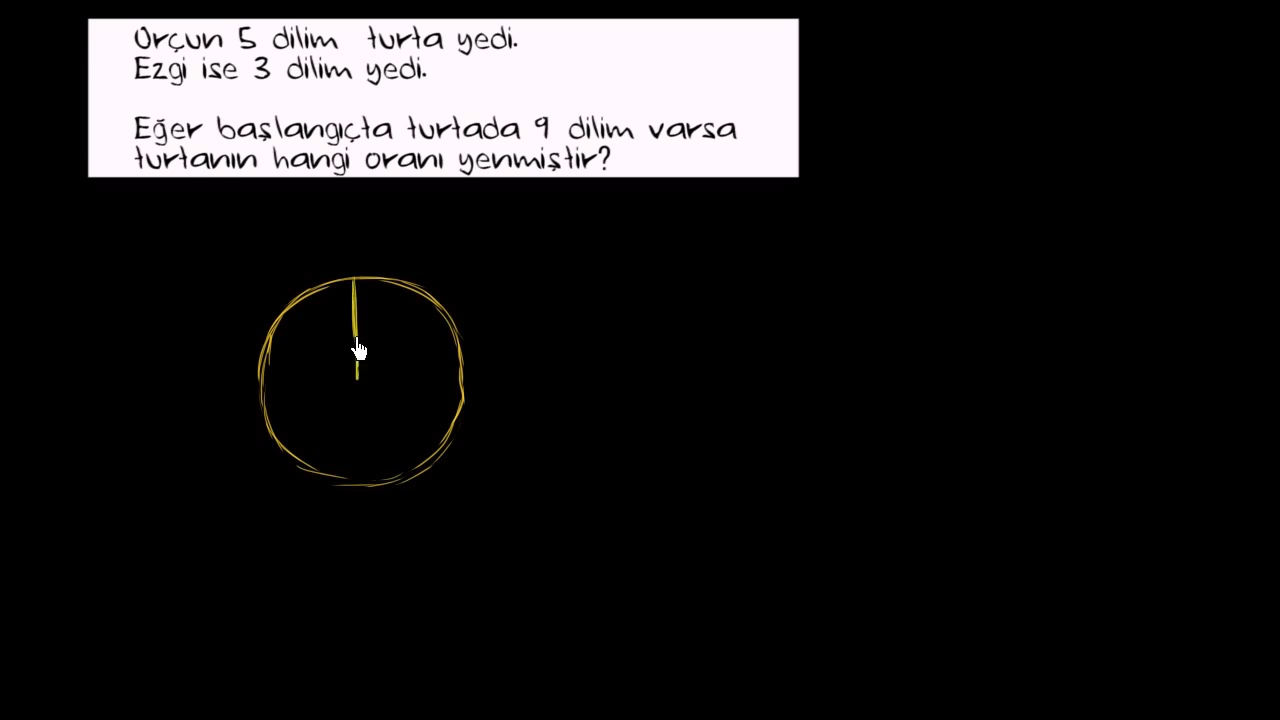 Orçun 5 dilim turta yedi.
Ezgi ise 3 dilim yedi.
Eğer başlangıçta turtada 9 dilim varsa
turtanın hangi oranı yenmiştir?